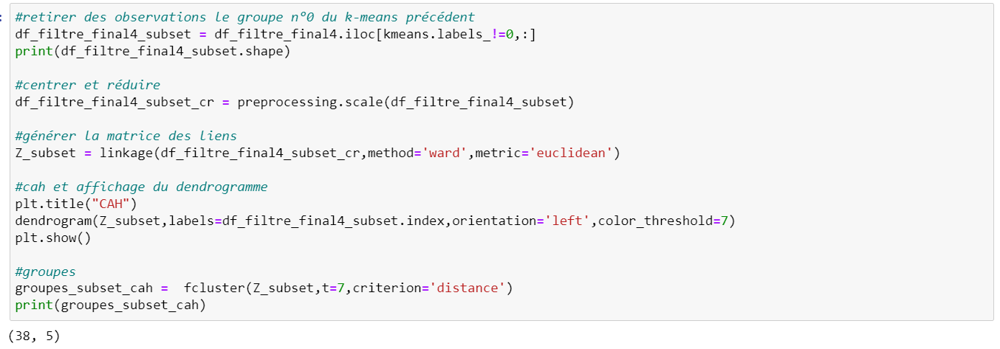 #retirer des observations le groupe n°0 du k-means précédent
df_filtre_final4_subset = df_filtre_final4.iloc[kmeans.labels_!=0,:]
print(df_filtre_final4_subset.shape)
#centrer et réduire
df_filtre_final4_subset_cr = preprocessing.scale(df_filtre_final4_subset)
#générer la matrice des liens
Z_subset = linkage(df_filtre_final4_subset_cr,method='ward',metric='euclidean')
#cah et affichage du dendrogramme
plt.title("CAH")
dendrogram(Z_subset,labels=df_filtre_final4_subset.index,orientation='left',color_threshold=7)
plt.show()
#groupes
groupes_subset_cah =  fcluster(Z_subset,t=7,criterion='distance')
print(groupes_subset_cah)
(38, 5)